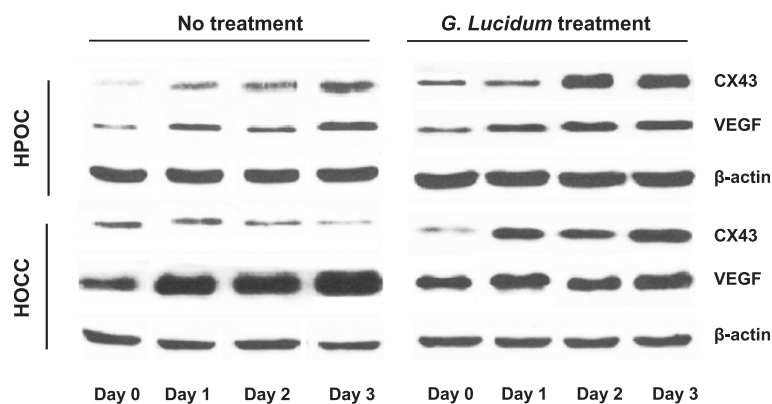 No treatment
G. Lucidum treatment
HPOC
CX43
VEGF
β-actin
HOCC
CX43
VEGF
β-actin
Day 0 Day 1 Day 2 Day 3 Day 0 Day 1 Day 2 Day 3